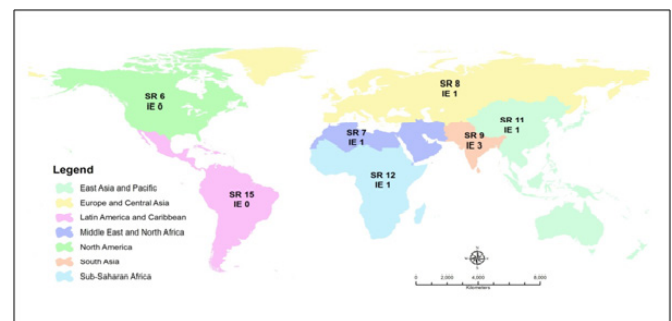 SR 8
IE 1
SR 6
IE 0
SR 11
IE 1
SR 7
IE 1
SR 9
IE 3
SR 12
IE 1
SR 15
IE 0
Legend
East Asia and Pacific
Europe and Central Asia
Latin America and Caribbean
Middle East and North Africa
North America
South Asia
Sub-Saharan Africa
0 2,000 4,000 8,000
Kilometers